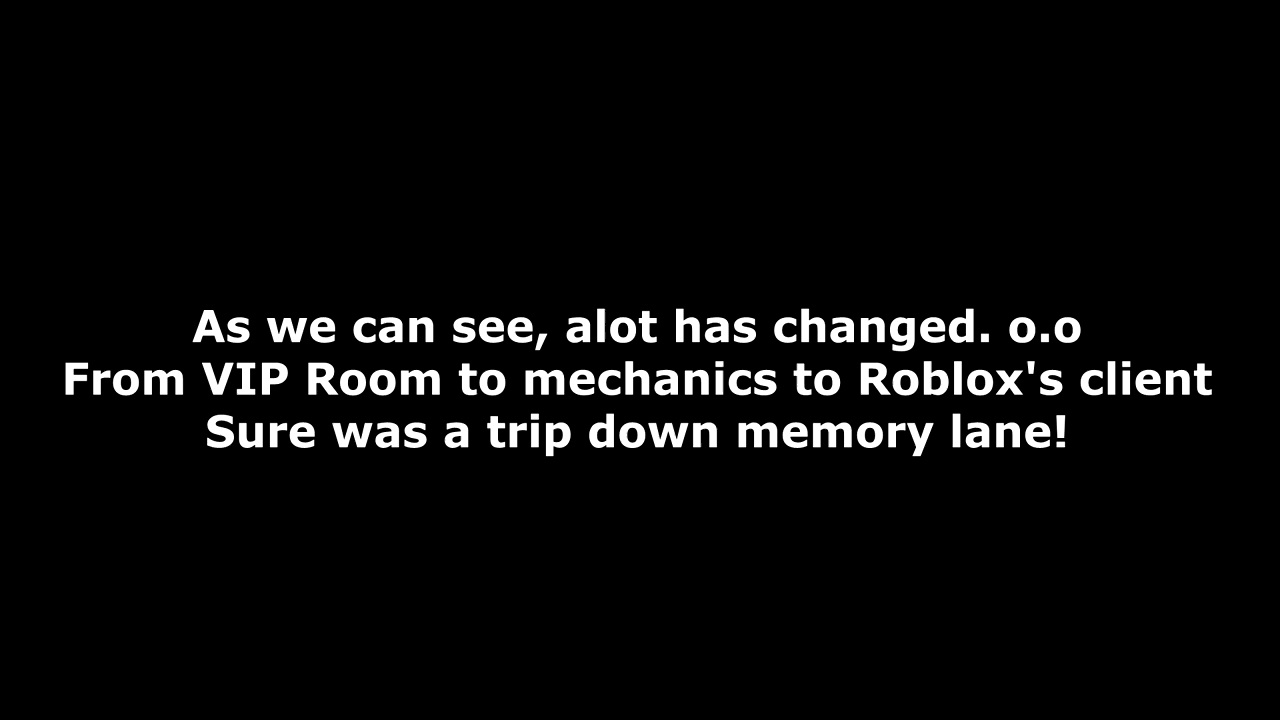 As we can see, alot has changed. o.o
From VIP Room to mechanics to Roblox's client
Sure was a trip down memory lane!